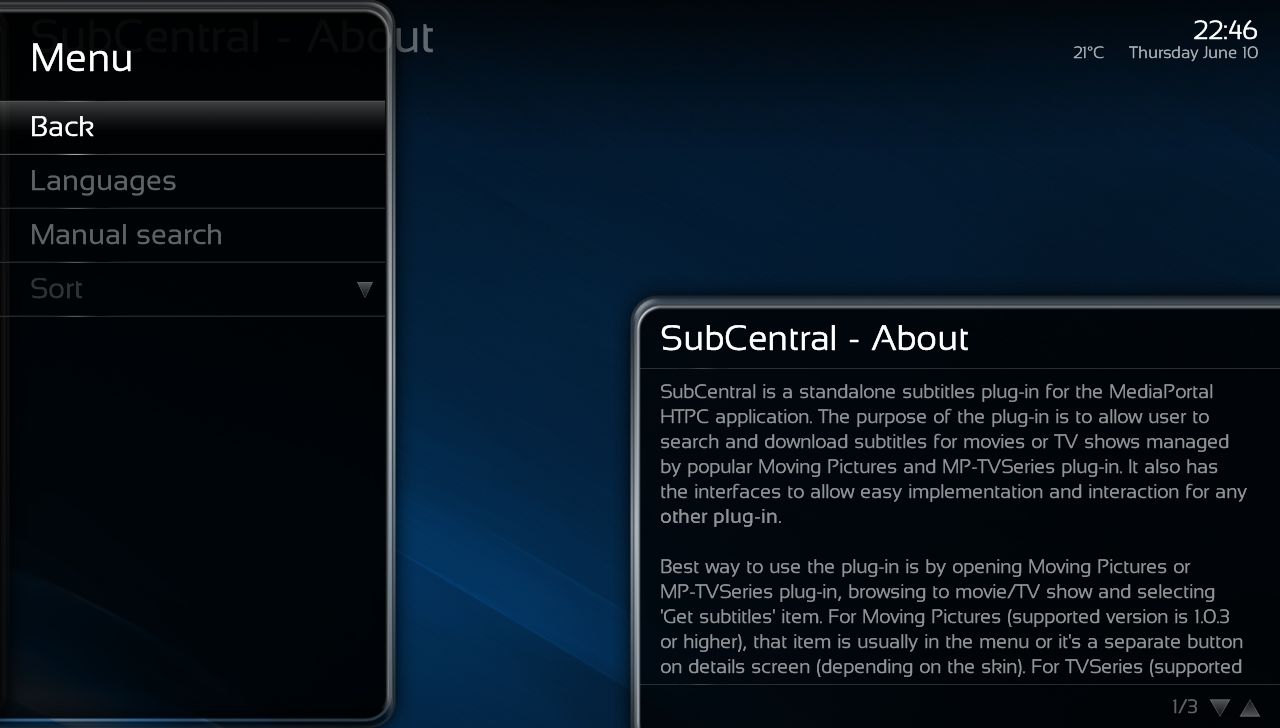 SubCentral - About
22:46
21°C Thursday June 10
Menu
Back
Languages
Manual search
Sort
SubCentral - About
SubCentral is a standalone subtitles plug-in for the MediaPortal
HTPC application. The purpose of the plug-in is to allow user to
search and download subtitles for movies or TV shows managed
by popular Moving Pictures and MP-TVSeries plug-in. It also has
the interfaces to allow easy implementation and interaction for any
other plug-in.
Best way to use the plug-in is by opening Moving Pictures or
MP-TVSeries plug-in, browsing to movie/TV show and selecting
'Get subtitles' item. For Moving Pictures (supported version is 1.0.3
or higher), that item is usually in the menu or it's a separate button
on details screen (depending on the skin). For TVSeries (supported
1/3